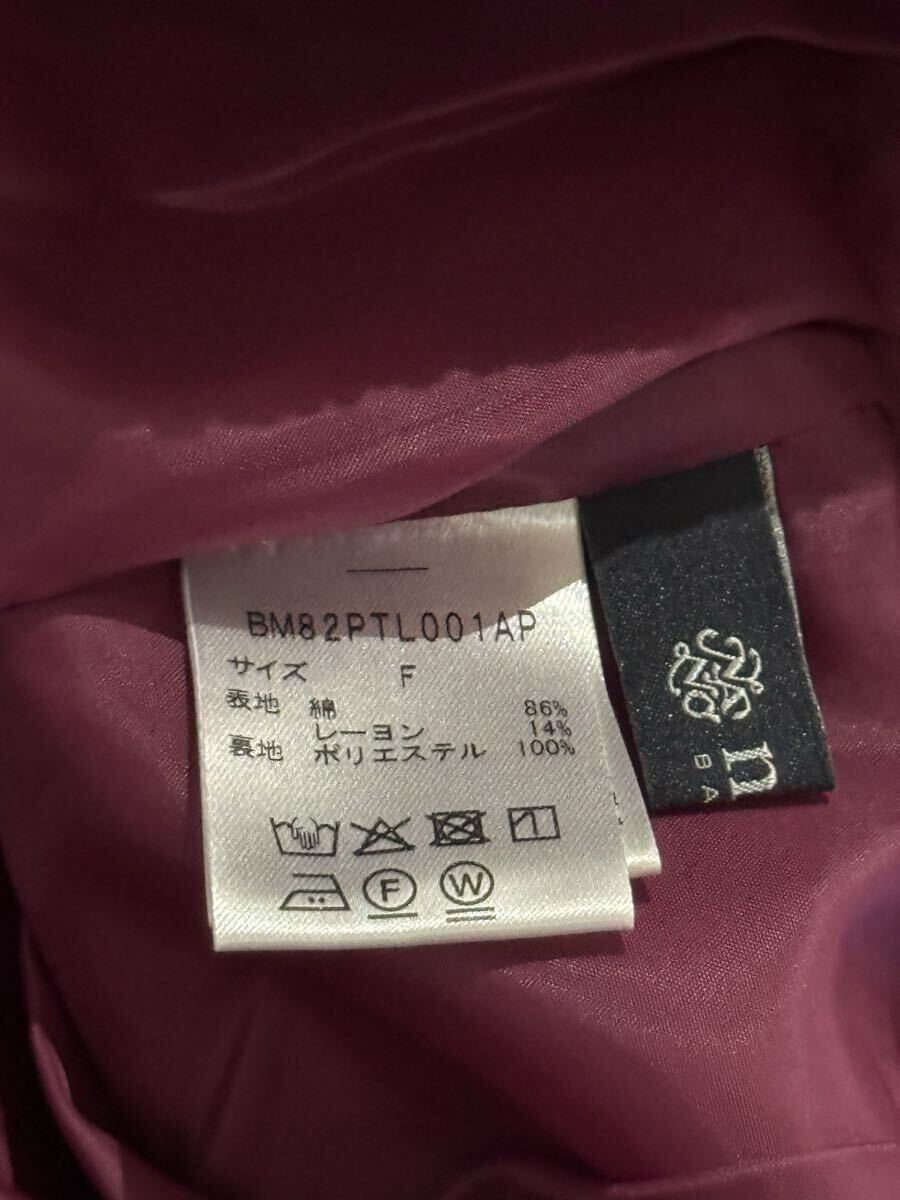 BM82PTL001AP
サイズ F
表地 綿 86%
レーヨン 14%
裏地 ポリエステル 100%
F W
n
BA